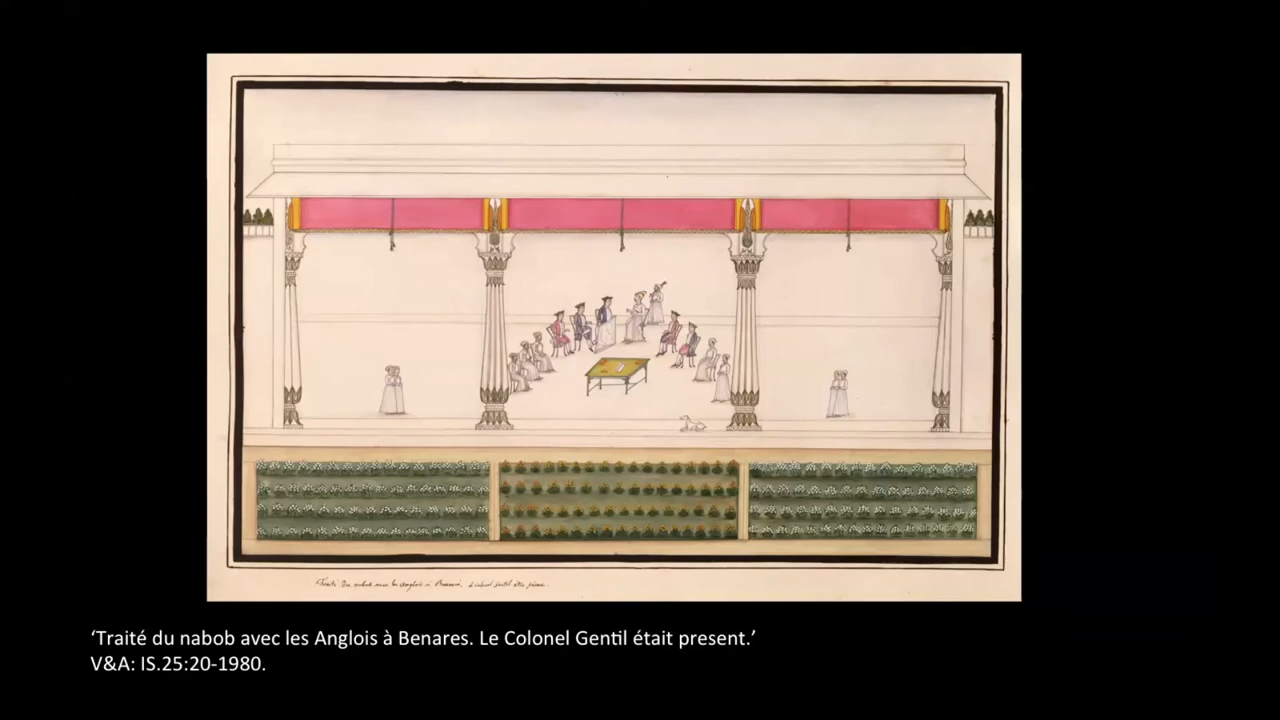 ‘Traité du nabob avec les Anglois à Benares. Le Colonel Gentil était present.’
V&A: IS.25:20-1980.